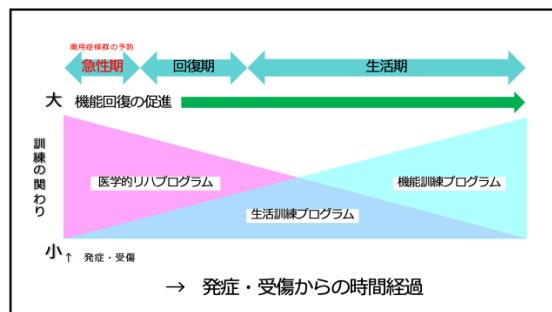 廃用症候群の予防
急性期
回復期
生活期
大
機能回復の促進
訓練の関わり
医学的リハプログラム
機能訓練プログラム
生活訓練プログラム
小
↑ 発症・受傷
→ 発症・受傷からの時間経過